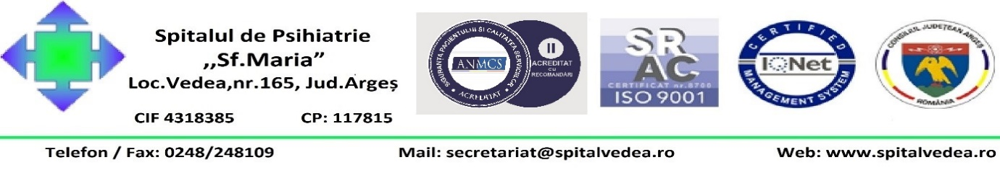 Spitalul de Psihiatrie
,,Sf.Maria”
Loc.Vedea,nr.165, Jud.Argeș
CIF 4318385 CP: 117815
SIGURANȚA PACIENTULUI ȘI CALITATEA SERVICIILOR
ANMCS
ACREDITAT
II
ACREDITAT
CU
RECOMANDĂRI
SR
AC
CERTIFICAT nr.8700
ISO 9001
CERTIFIED
IQNet
MANAGEMENT SYSTEM
CONSILIUL JUDEȚEAN ARGEȘ
ROMÂNIA
Telefon / Fax: 0248/248109 Mail: secretariat@spitalvedea.ro Web: www.spitalvedea.ro